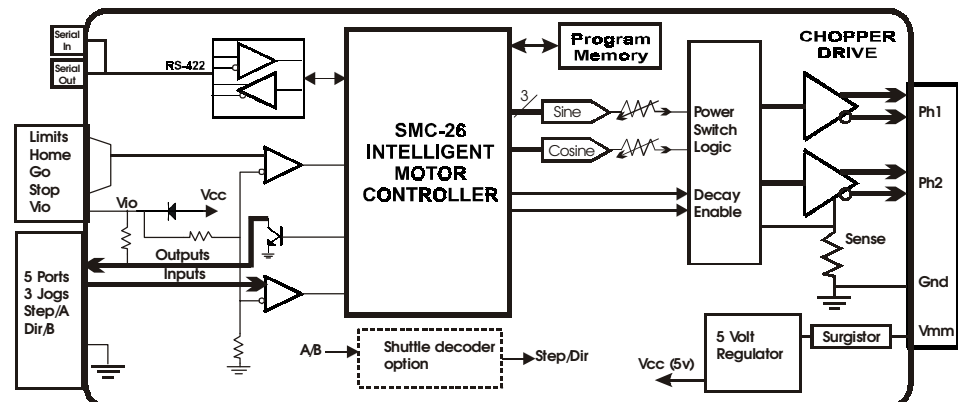 Serial
In
Serial
Out
RS-422
Limits
Home
Go
Stop
Vio
Vio
Vcc
Outputs
Inputs
5 Ports
3 Jogs
Step/A
Dir/B
SMC-26
INTELLIGENT
MOTOR
CONTROLLER
Program
Memory
3
Sine
Cosine
Power
Switch
Logic
Decay
Enable
CHOPPER
DRIVE
Ph1
Ph2
Sense
Gnd
Vmm
A/B
Shuttle decoder
option
Step/Dir
Vcc (5v)
5 Volt
Regulator
Surgistor